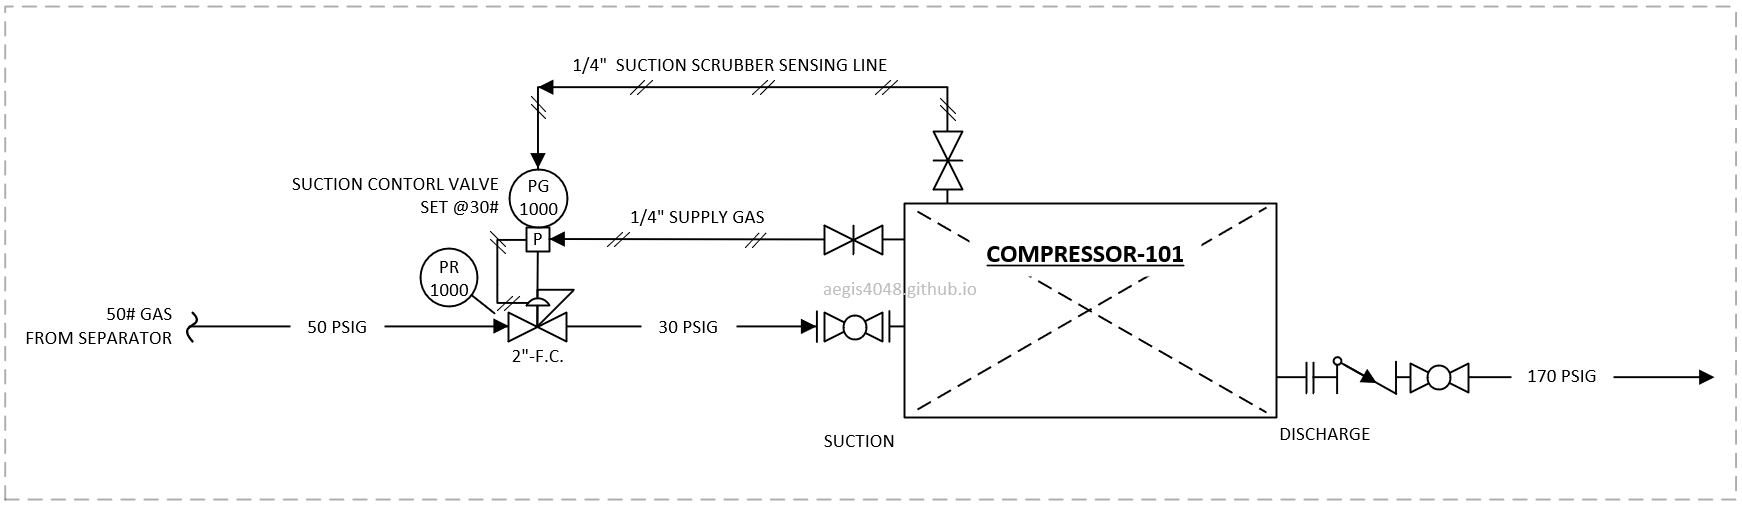 1/4" SUCTION SCRUBBER SENSING LINE
SUCTION CONTORL VALVE
SET @30#
PG
1000
1/4" SUPPLY GAS
P
COMPRESSOR-101
PR
1000
aegis4048.github.io
50# GAS
FROM SEPARATOR
50 PSIG
30 PSIG
2"-F.C.
170 PSIG
SUCTION
DISCHARGE